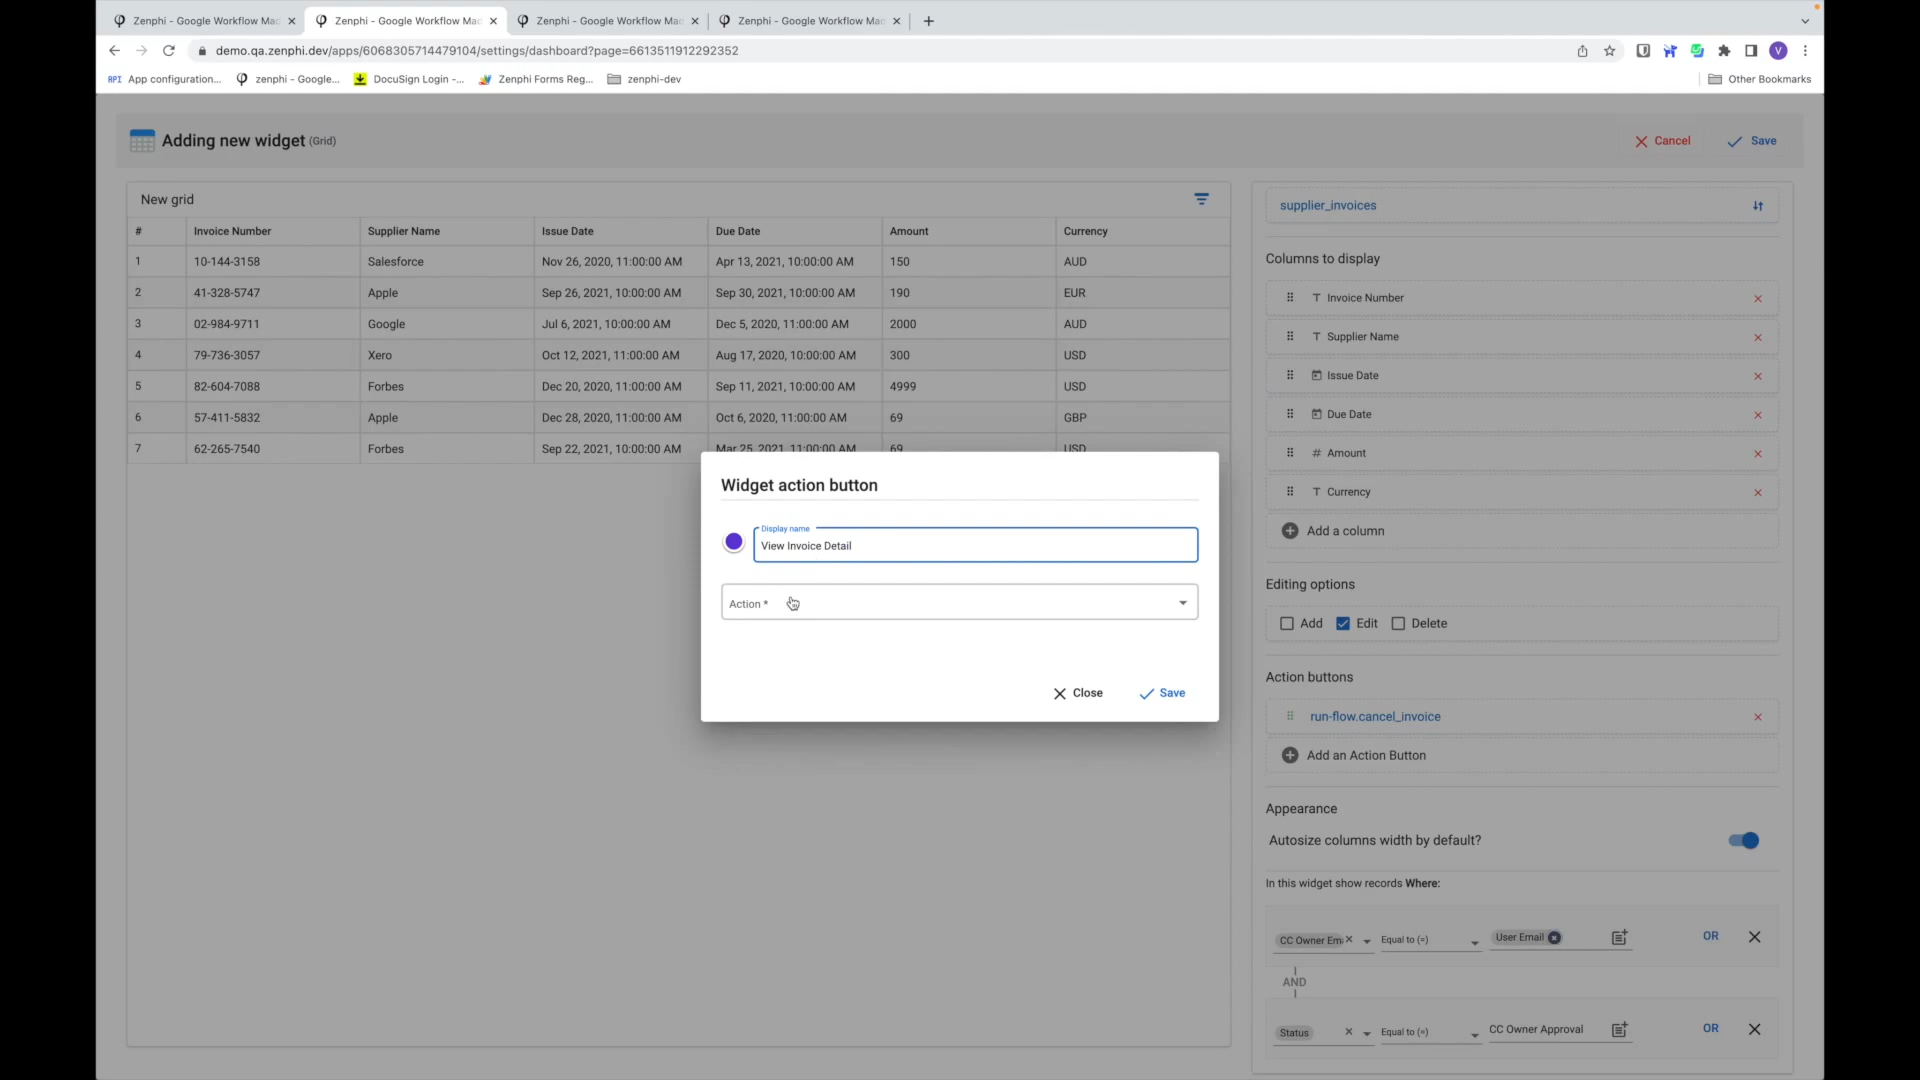 Zenphi - Google Workflow Mac
Zenphi - Google Workflow Mac
Zenphi - Google Workflow Mac
Zenphi - Google Workflow Mac
demo.qa.zenphi.dev/apps/6068305714479104/settings/dashboard?page=6613511912292352
V
API App configuration...
zenphi - Google...
DocuSign Login -...
Zenphi Forms Reg...
zenphi-dev
Other Bookmarks
Adding new widget (Grid)
Cancel
Save
New grid
# Invoice Number Supplier Name Issue Date Due Date Amount Currency
1 10-144-3158 Salesforce Nov 26, 2020, 11:00:00 AM Apr 13, 2021, 10:00:00 AM 150 AUD
2 41-328-5747 Apple Sep 26, 2021, 10:00:00 AM Sep 30, 2021, 10:00:00 AM 190 EUR
3 02-984-9711 Google Jul 6, 2021, 10:00:00 AM Dec 5, 2020, 11:00:00 AM 2000 AUD
4 79-736-3057 Xero Oct 12, 2021, 11:00:00 AM Aug 17, 2020, 10:00:00 AM 300 USD
5 82-604-7088 Forbes Dec 20, 2020, 11:00:00 AM Sep 11, 2021, 10:00:00 AM 4999 USD
6 57-411-5832 Apple Dec 28, 2020, 11:00:00 AM Oct 6, 2020, 11:00:00 AM 69 GBP
7 62-265-7540 Forbes Sep 22, 2021, 10:00:00 AM Mar 25, 2021, 11:00:00 AM 69 USD
Widget action button
Display name
View Invoice Detail
Action *
Close
Save
supplier_invoices
Columns to display
Invoice Number
Supplier Name
Issue Date
Due Date
# Amount
Currency
Add a column
Editing options
Add Edit Delete
Action buttons
run-flow.cancel_invoice
Add an Action Button
Appearance
Autosize columns width by default?
In this widget show records Where:
CC Owner Em Equal to (=) User Email OR
AND
Status Equal to (=) CC Owner Approval OR